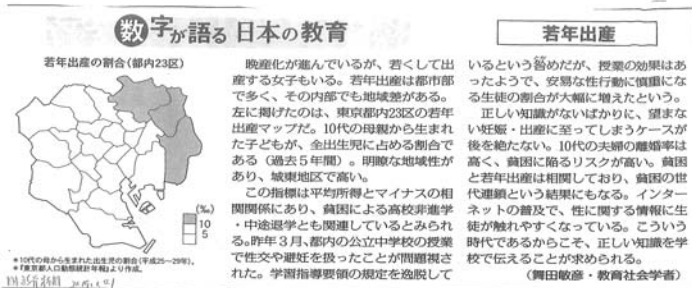 数字が語る 日本の教育
若年出産
若年出産の割合(都内23区)
(‰)
10
5
*10代の母から生まれた出生児の割合(平成25―29年)。
*『東京都人口動態統計年報』より作成。
晩産化が進んでいるが、若くして出
産する女子もいる。若年出産は都市部
で多く、その内部でも地域差がある。
左に掲げたのは、東京都内23区の若年
出産マップだ。10代の母親から生まれ
た子どもが、全出生児に占める割合で
ある(過去5年間)。明瞭な地域性が
あり、城東地区で高い。
この指標は平均所得とマイナスの相
関関係にあり、貧困による高校非進学
・中途退学とも関連しているとみられ
る。昨年3月、都内の公立中学校の授業
で性交や避妊を扱ったことが問題視さ
れた。学習指導要領の規定を逸脱して
いるという咎めだが、授業の効果はあ
ったようで、安易な性行動に慎重にな
る生徒の割合が大幅に増えたという。
正しい知識がないばかりに、望まな
い妊娠・出産に至ってしまうケースが
後を絶たない。10代の夫婦の離婚率は
高く、貧困に陥るリスクが高い。貧困
と若年出産は相関しており、貧困の世
代連鎖という結果にもなる。インター
ネットの普及で、性に関する情報に生
徒が触れやすくなっている。こういう
時代であるからこそ、正しい知識を学
校で伝えることが求められる。
(舞田敏彦・教育社会学者)